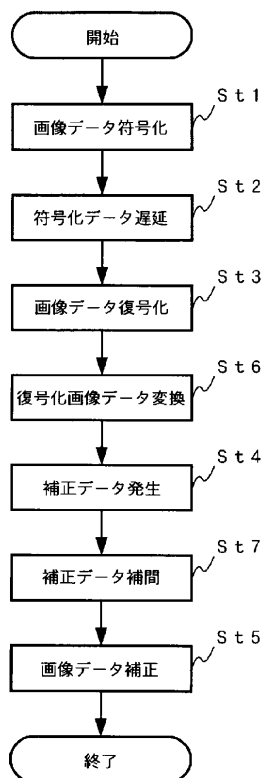 開始
St1
画像データ符号化
St2
符号化データ遅延
St3
画像データ復号化
St6
復号化画像データ変換
St4
補正データ発生
St7
補正データ補間
St5
画像データ補正
終了